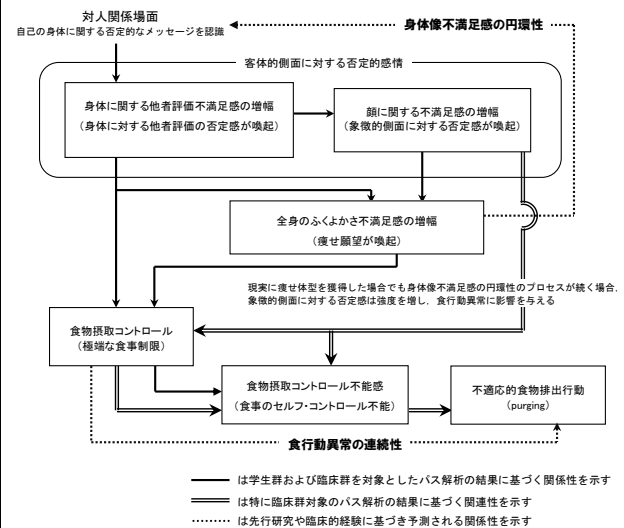 対人関係場面
自己の身体に関する否定的なメッセージを認識
身体像不満足感の円環性
客体的側面に対する否定的感情
身体に関する他者評価不満足感の増幅
（身体に対する他者評価の否定感が喚起）
顔に関する不満足感の増幅
（象徴的側面に対する否定感が喚起）
全身のふくよかさ不満足感の増幅
（痩せ願望が喚起）
現実に痩せ体型を獲得した場合でも身体像不満足感の円環性のプロセスが続く場合，
象徴的側面に対する否定感は強度を増し，食行動異常に影響を与える
食物摂取コントロール
（極端な食事制限）
食物摂取コントロール不能感
（食事のセルフ・コントロール不能）
不適応的食物排出行動
（purging）
食行動異常の連続性
は学生群および臨床群を対象としたパス解析の結果に基づく関係性を示す
は特に臨床群対象のパス解析の結果に基づく関連性を示す
は先行研究や臨床的経験に基づき予測される関係性を示す